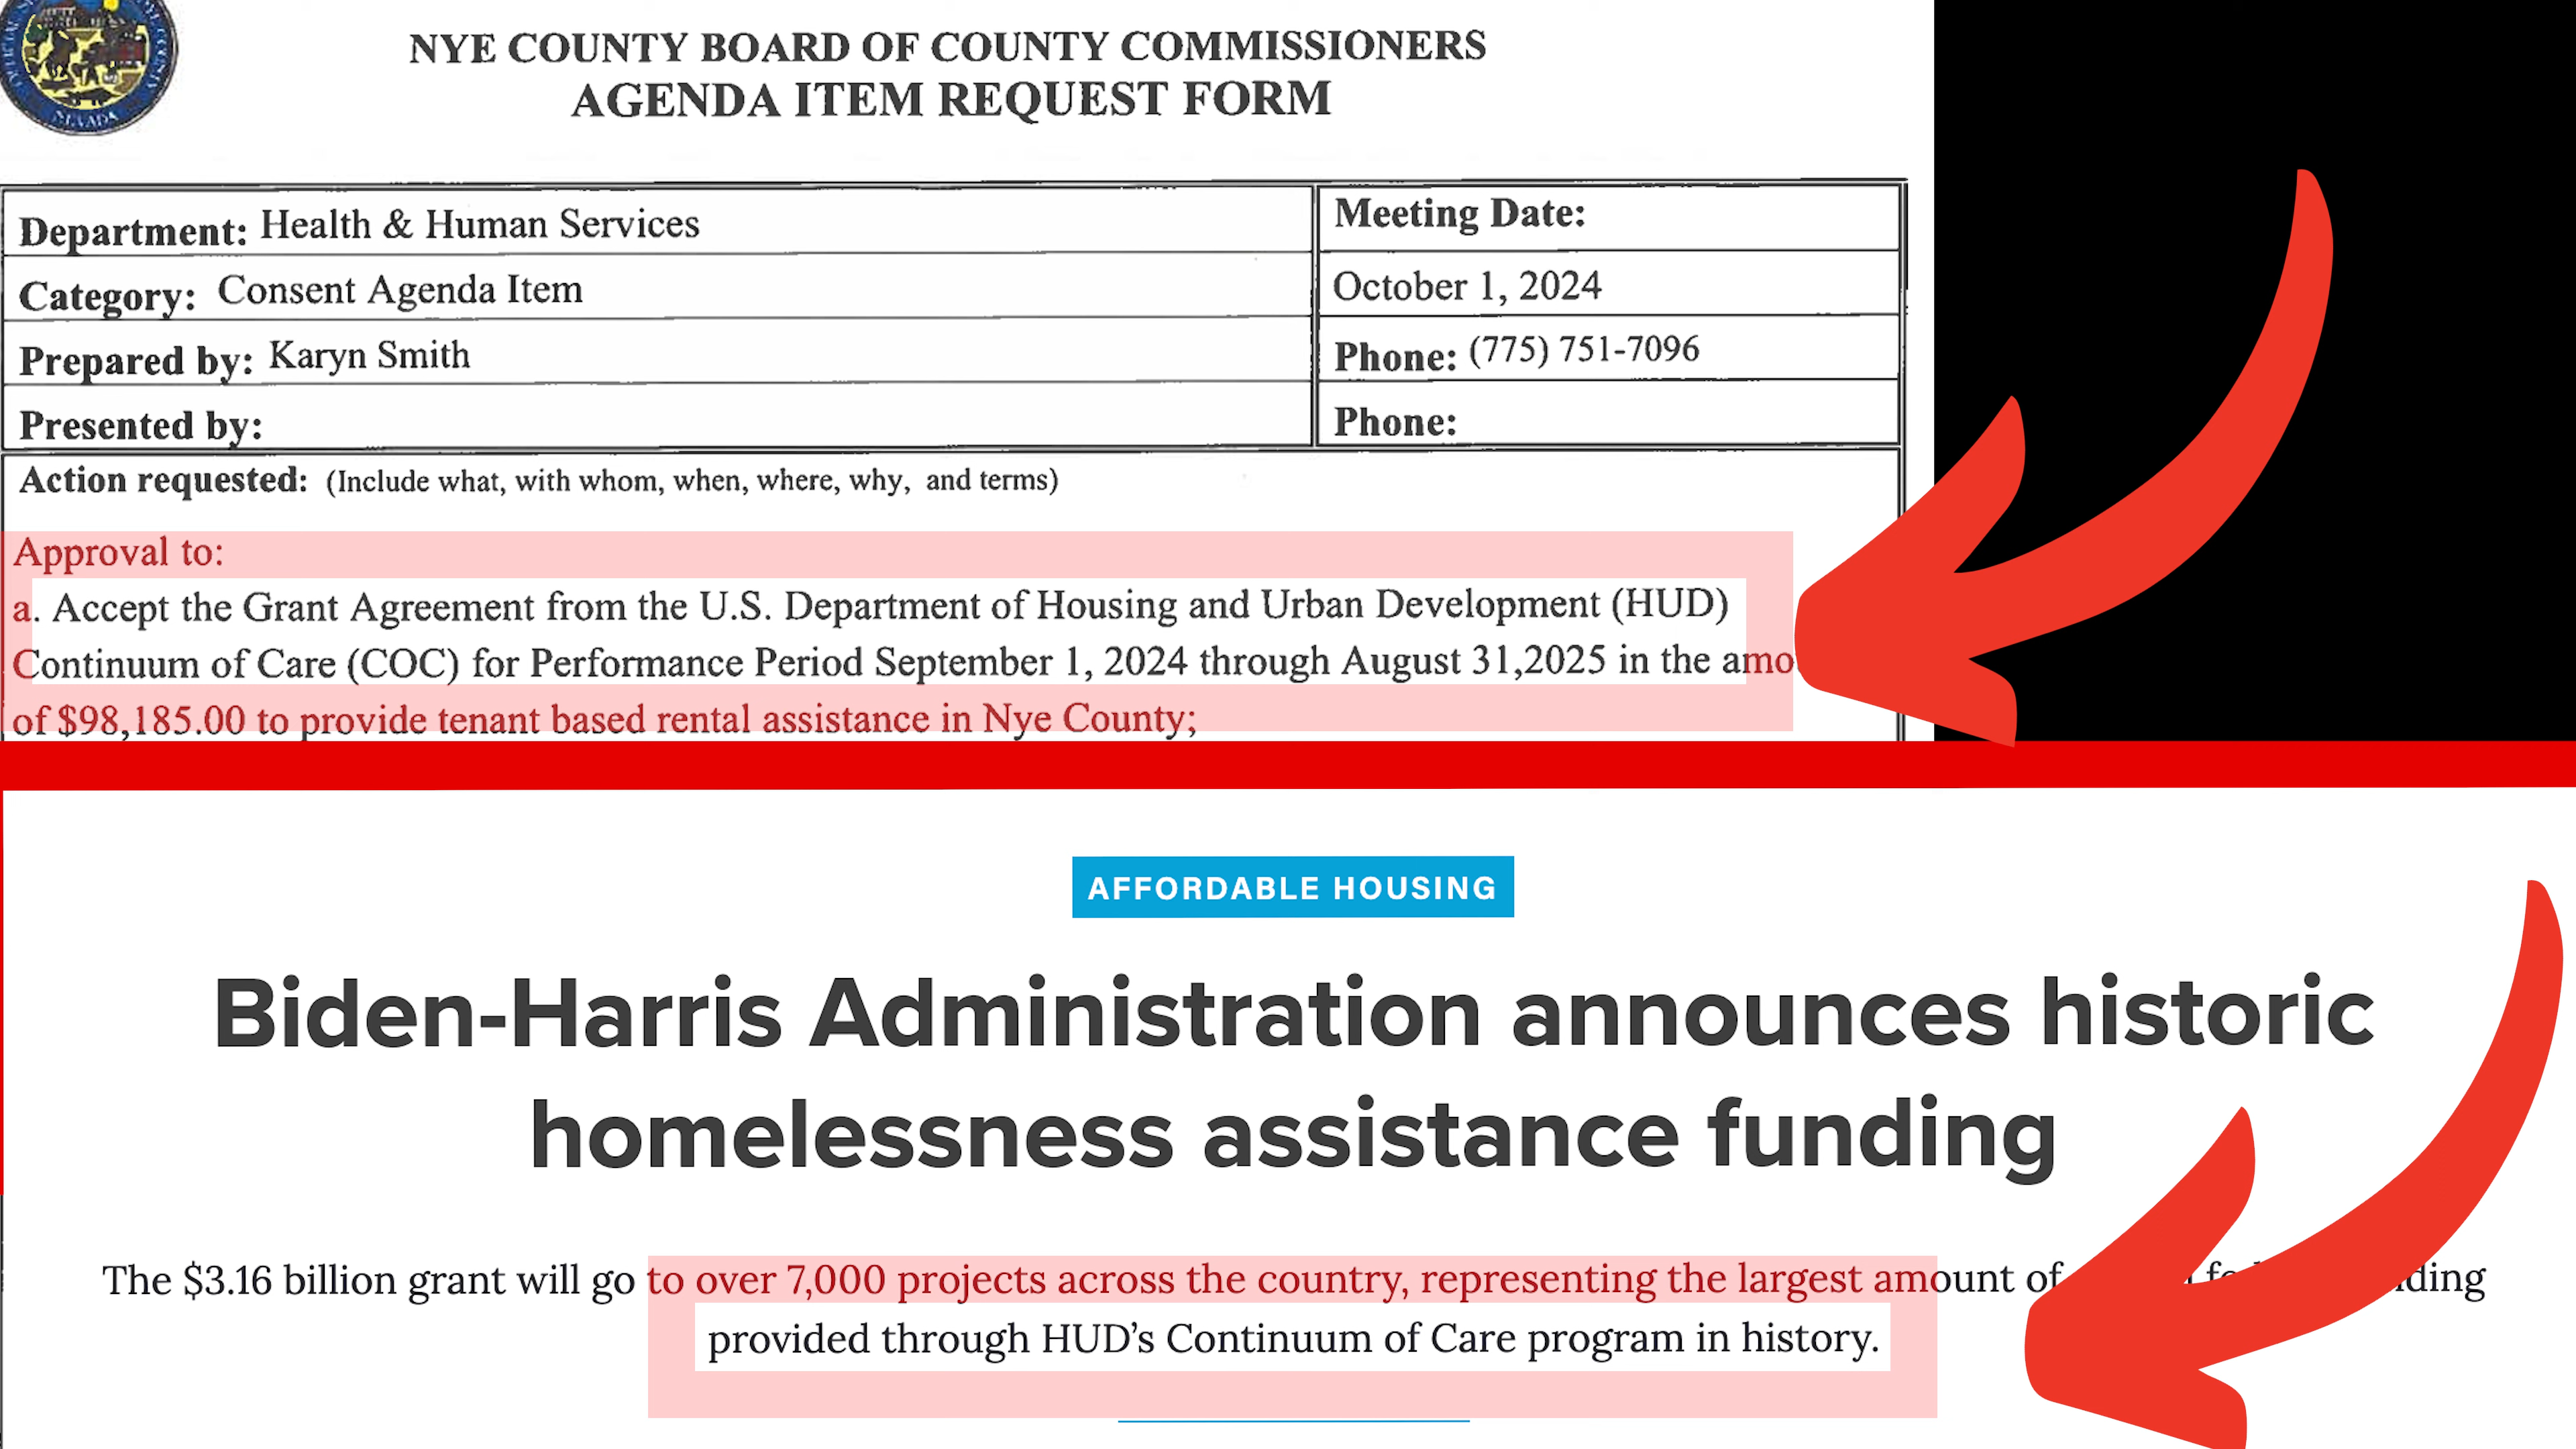 NEVADA
NYE COUNTY BOARD OF COUNTY COMMISSIONERS
AGENDA ITEM REQUEST FORM
Department: Health & Human Services
Meeting Date:
Category: Consent Agenda Item
October 1, 2024
Prepared by: Karyn Smith
Phone: (775) 751-7096
Presented by:
Phone:
Action requested: (Include what, with whom, when, where, why, and terms)
Approval to:
a. Accept the Grant Agreement from the U.S. Department of Housing and Urban Development (HUD)
Continuum of Care (COC) for Performance Period September 1, 2024 through August 31,2025 in the amo
of $98,185.00 to provide tenant based rental assistance in Nye County;
AFFORDABLE HOUSING
Biden-Harris Administration announces historic
homelessness assistance funding
The $3.16 billion grant will go to over 7,000 projects across the country, representing the largest amount of
provided through HUD’s Continuum of Care program in history.